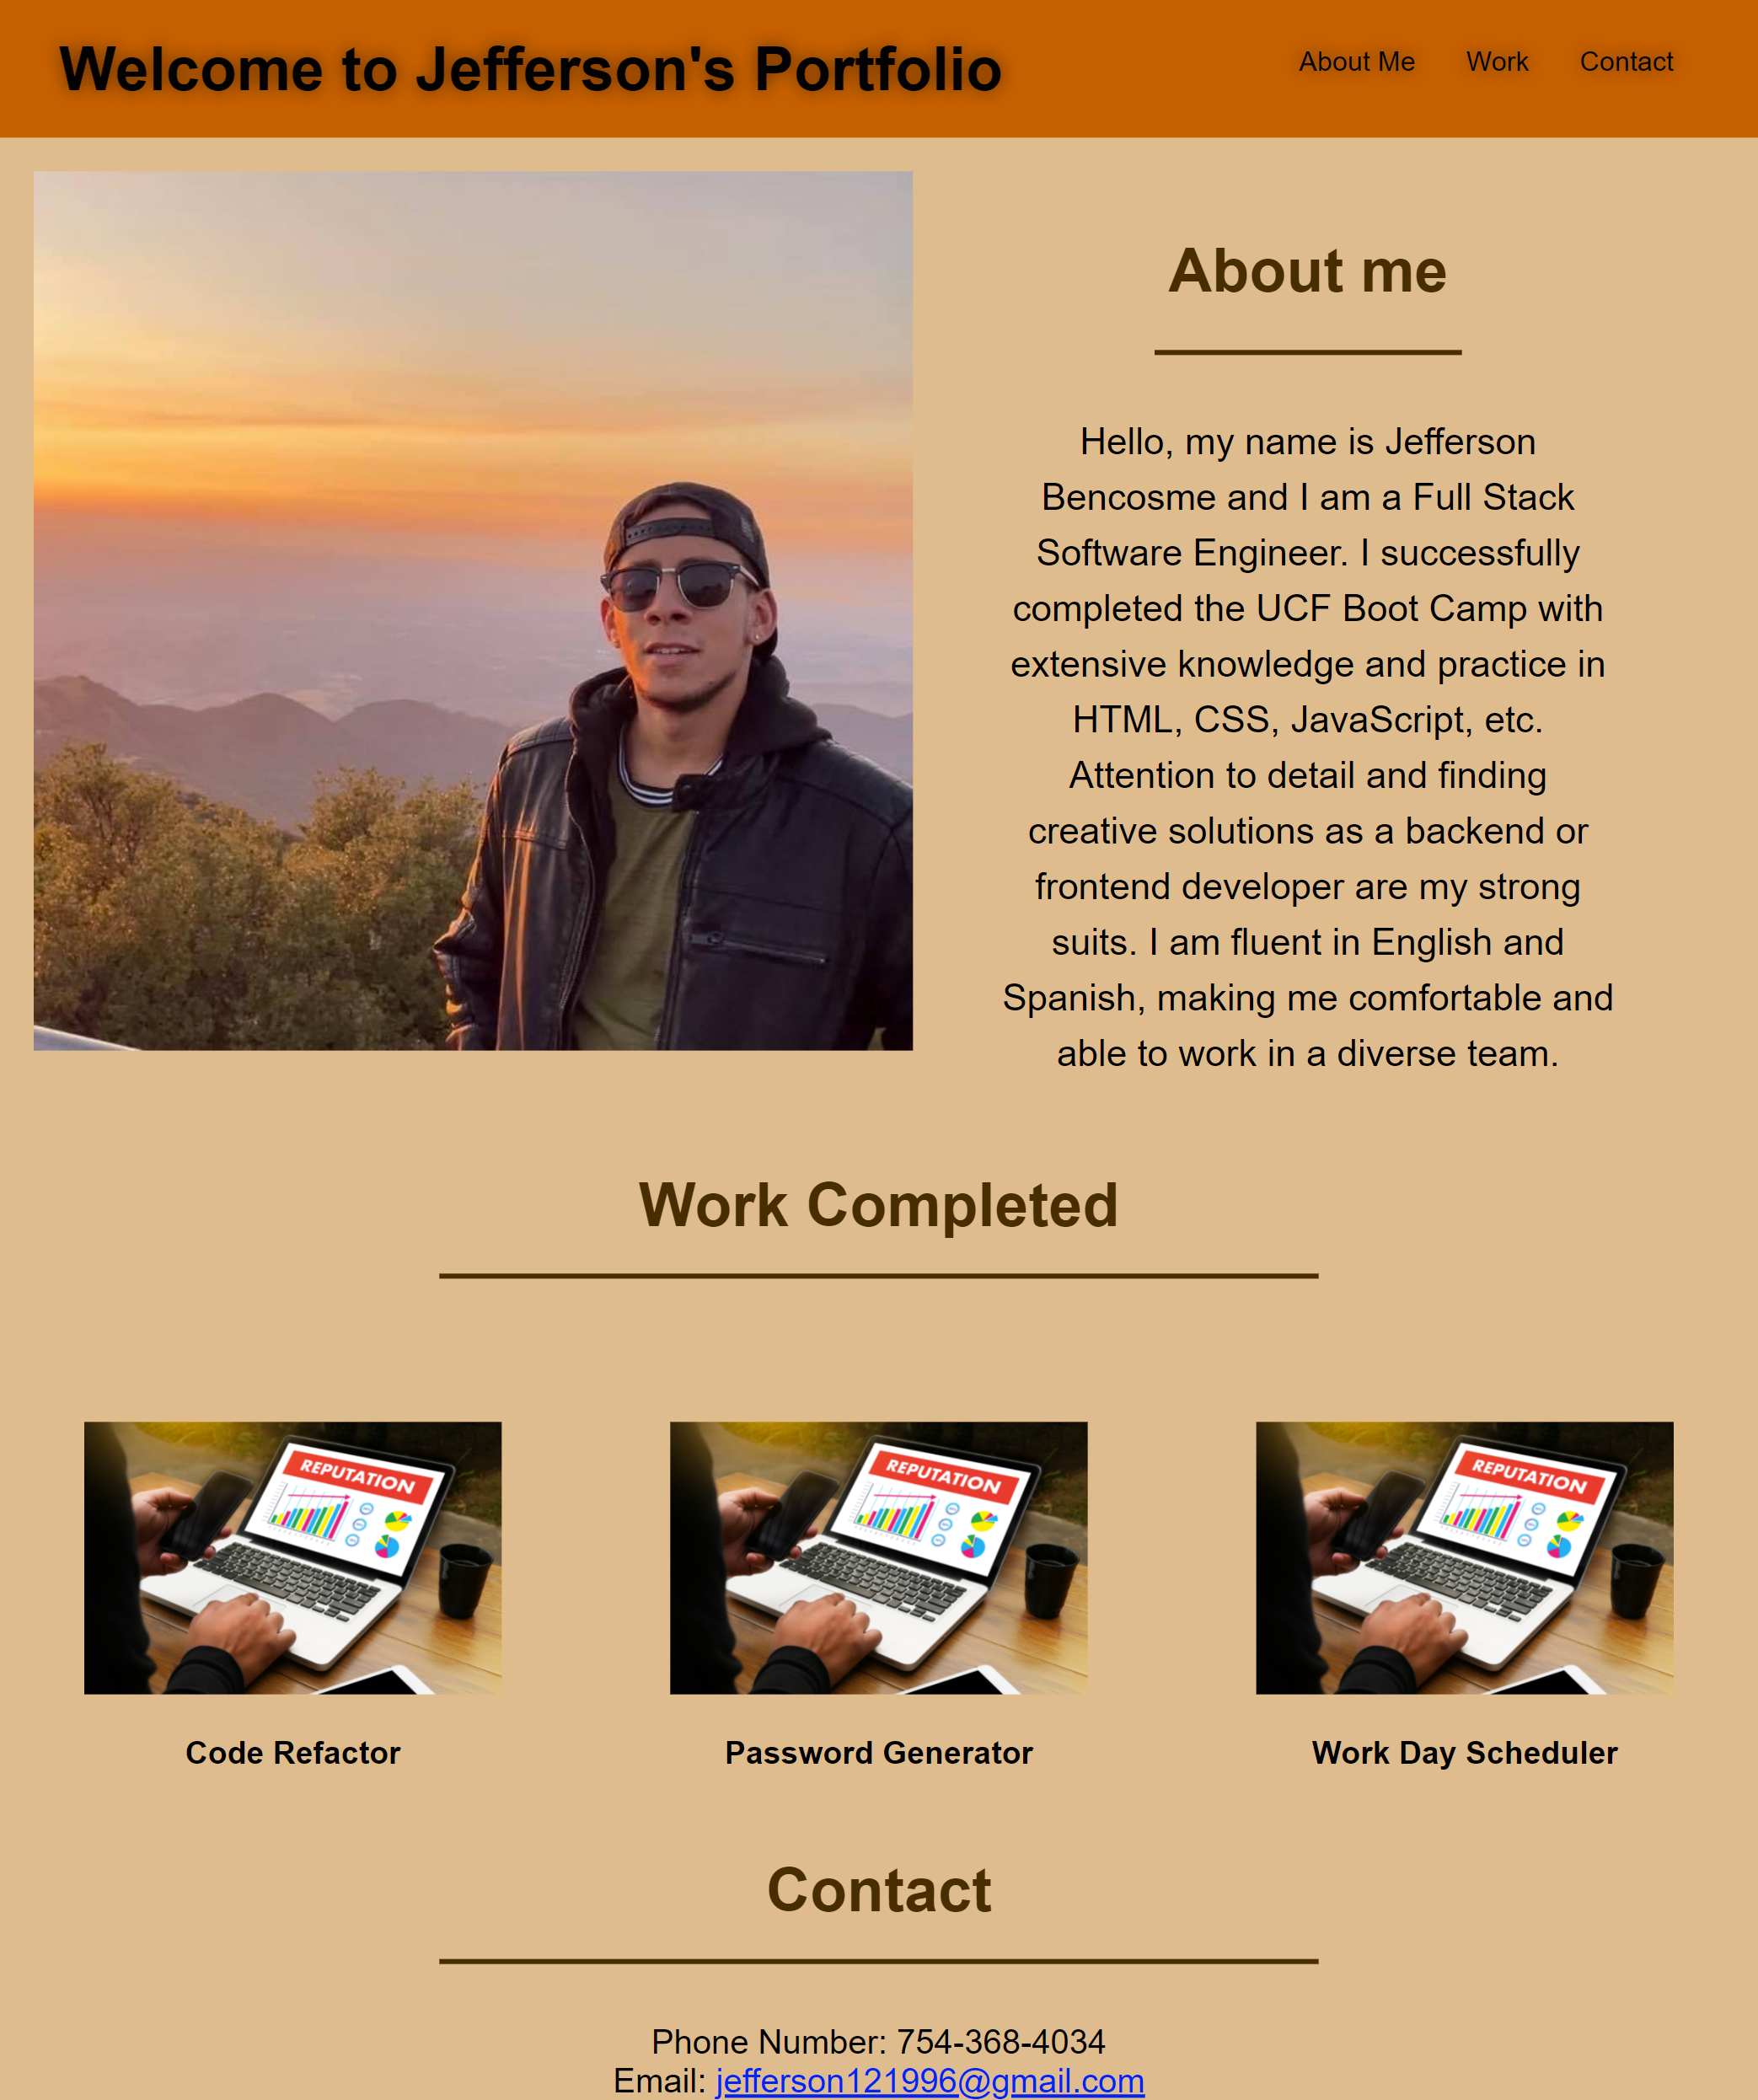 Welcome to Jefferson's Portfolio
About Me Work Contact
About me
Hello, my name is Jefferson
Bencosme and I am a Full Stack
Software Engineer. I successfully
completed the UCF Boot Camp with
extensive knowledge and practice in
HTML, CSS, JavaScript, etc.
Attention to detail and finding
creative solutions as a backend or
frontend developer are my strong
suits. I am fluent in English and
Spanish, making me comfortable and
able to work in a diverse team.
Work Completed
REPUTATION
REPUTATION
REPUTATION
Code Refactor
Password Generator
Work Day Scheduler
Contact
Phone Number: 754-368-4034
Email: jefferson121996@gmail.com